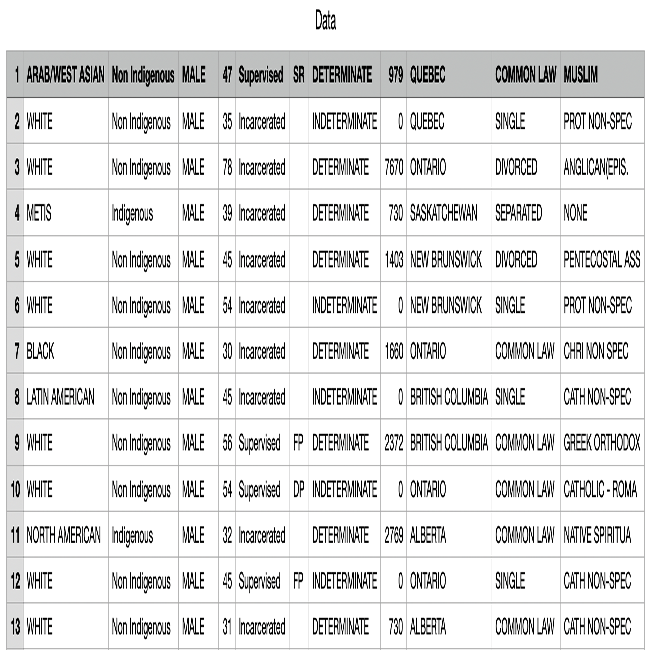 Data
1 ARAB/WEST ASIAN Non Indigenous MALE 47 Supervised SR DETERMINATE 979 QUEBEC COMMON LAW MUSLIM
2 WHITE Non Indigenous MALE 35 Incarcerated INDETERMINATE 0 QUEBEC SINGLE PROT NON-SPEC
3 WHITE Non Indigenous MALE 78 Incarcerated DETERMINATE 7670 ONTARIO DIVORCED ANGLICAN(EPIS.
4 METIS Indigenous MALE 39 Incarcerated DETERMINATE 730 SASKATCHEWAN SEPARATED NONE
5 WHITE Non Indigenous MALE 45 Incarcerated DETERMINATE 1403 NEW BRUNSWICK DIVORCED PENTECOSTAL ASS
6 WHITE Non Indigenous MALE 54 Incarcerated INDETERMINATE 0 NEW BRUNSWICK SINGLE PROT NON-SPEC
7 BLACK Non Indigenous MALE 30 Incarcerated DETERMINATE 1660 ONTARIO COMMON LAW CHRI NON SPEC
8 LATIN AMERICAN Non Indigenous MALE 45 Incarcerated INDETERMINATE 0 BRITISH COLUMBIA SINGLE CATH NON-SPEC
9 WHITE Non Indigenous MALE 56 Supervised FP DETERMINATE 2372 BRITISH COLUMBIA COMMON LAW GREEK ORTHODOX
10 WHITE Non Indigenous MALE 54 Supervised DP INDETERMINATE 0 ONTARIO COMMON LAW CATHOLIC - ROMA
11 NORTH AMERICAN Indigenous MALE 32 Incarcerated DETERMINATE 2769 ALBERTA COMMON LAW NATIVE SPIRITUA
12 WHITE Non Indigenous MALE 45 Supervised FP INDETERMINATE 0 ONTARIO SINGLE CATH NON-SPEC
13 WHITE Non Indigenous MALE 31 Incarcerated DETERMINATE 730 ALBERTA COMMON LAW CATH NON-SPEC